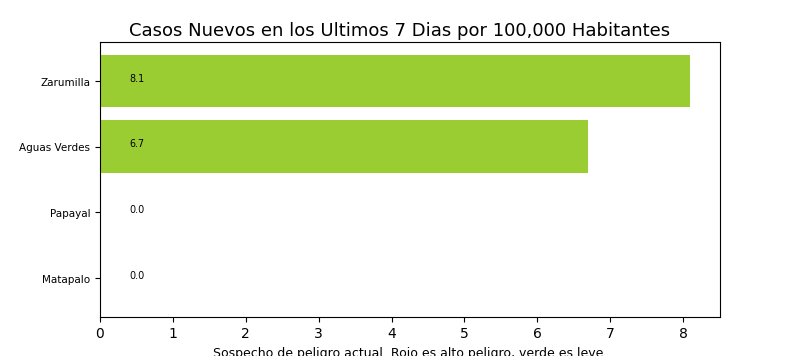 Casos Nuevos en los Ultimos 7 Dias por 100,000 Habitantes
Zarumilla 8.1
Aguas Verdes 6.7
Papayal 0.0
Matapalo 0.0
0 1 2 3 4 5 6 7 8
Sospecho de peligro actual. Rojo es alto peligro, verde es leve